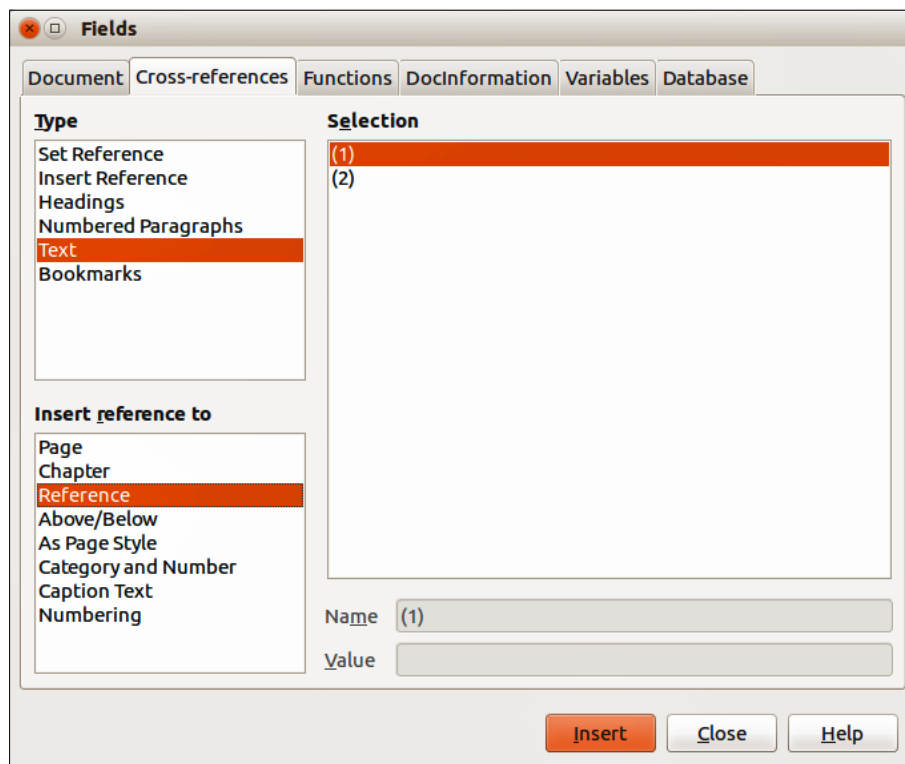 Fields
Document Cross-references Functions DocInformation Variables Database
Type
Set Reference
Insert Reference
Headings
Numbered Paragraphs
Text
Bookmarks
Selection
(1)
(2)
Insert reference to
Page
Chapter
Reference
Above/Below
As Page Style
Category and Number
Caption Text
Numbering
Name (1)
Value
Insert Close Help